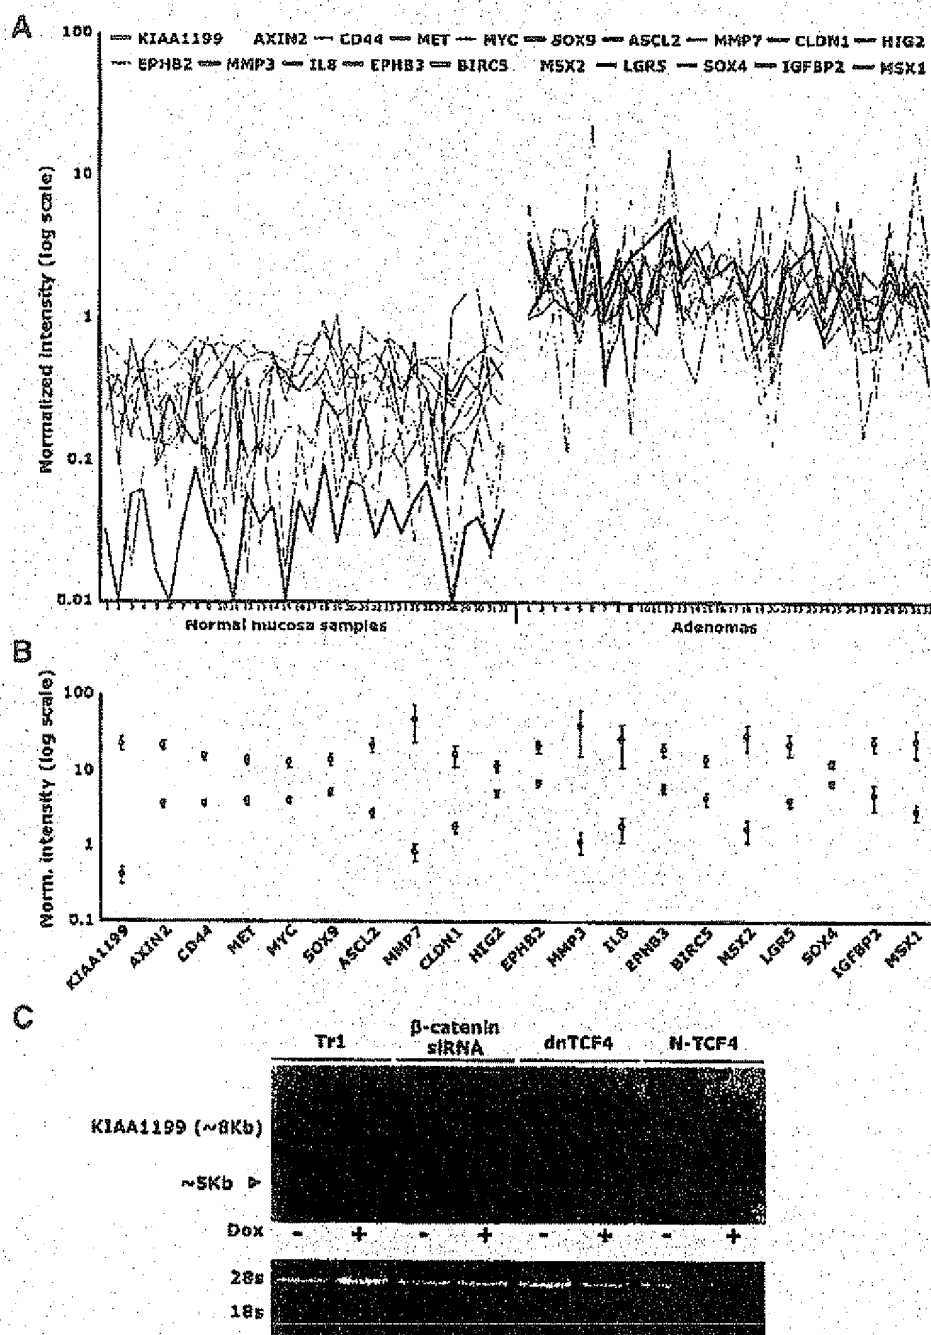 A
100
KIAA1199 AXIN2 CD44 MET MYC SOX9 ASCL2 MMP7 CLDN1 HIG2
EPHB2 MMP3 IL8 EPHB3 BIRC5 MSX2 LGR5 SOX4 IGFBP2 MSX1
10
1
0.1
0.01
Normalized intensity (log scale)
Normal mucosa samples
Adenomas
B
100
10
1
0.1
Norm. intensity (log scale)
KIAA1199 AXIN2 CD44 MET MYC SOX9 ASCL2 MMP7 CLDN1 HIG2 EPHB2 MMP3 IL8 EPHB3 BIRC5 MSX2 LGR5 SOX4 IGFBP2 MSX1
C
Tr1 β-catenin siRNA dnTCF4 N-TCF4
KIAA1199 (~8Kb)
~5Kb
Dox - + - + - + - +
28s
18s